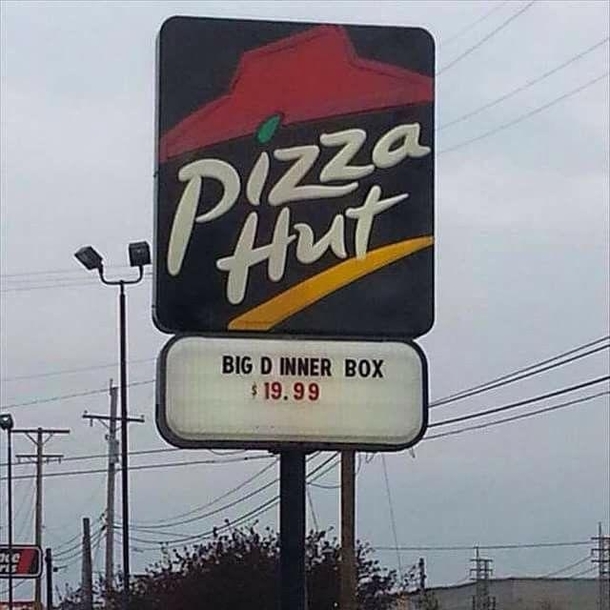 Pizza
Hut
BIG D INNER BOX
$ 19.99